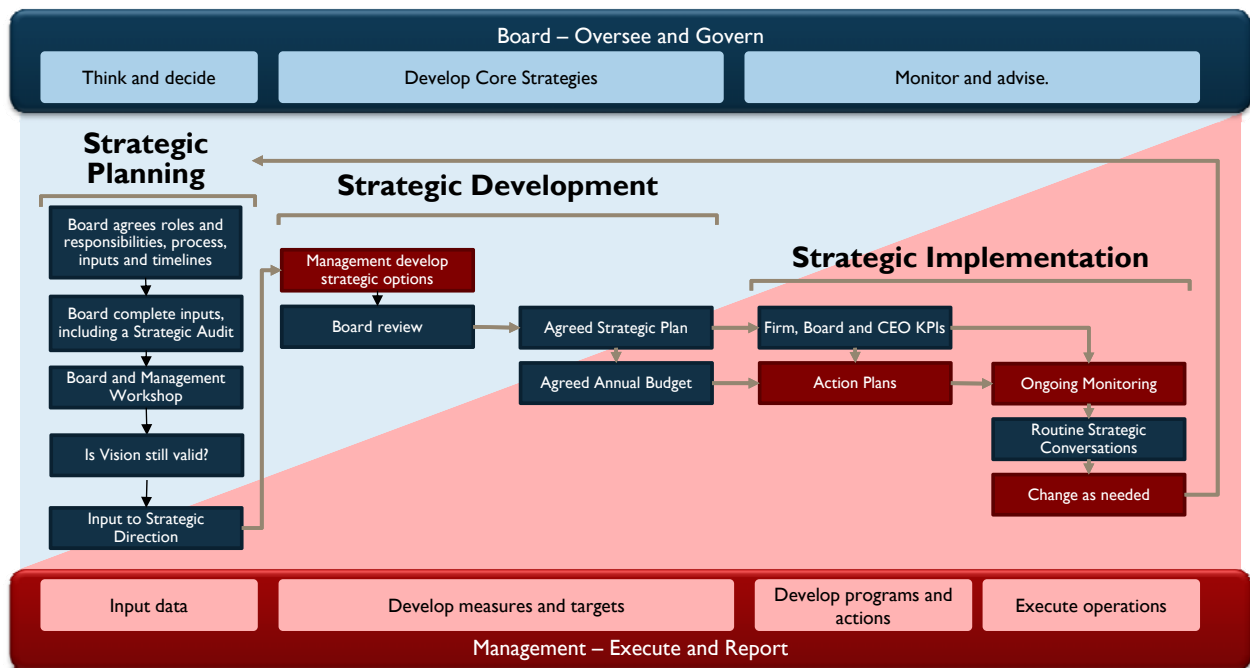 Board – Oversee and Govern
Think and decide
Develop Core Strategies
Monitor and advise.
Strategic
Planning
Board agrees roles and
responsibilities, process,
inputs and timelines
Board complete inputs,
including a Strategic Audit
Board and Management
Workshop
Is Vision still valid?
Input to Strategic
Direction
Strategic Development
Management develop
strategic options
Board review
Agreed Strategic Plan
Agreed Annual Budget
Strategic Implementation
Firm, Board and CEO KPIs
Action Plans
Ongoing Monitoring
Routine Strategic
Conversations
Change as needed
Input data
Develop measures and targets
Develop programs and
actions
Execute operations
Management – Execute and Report